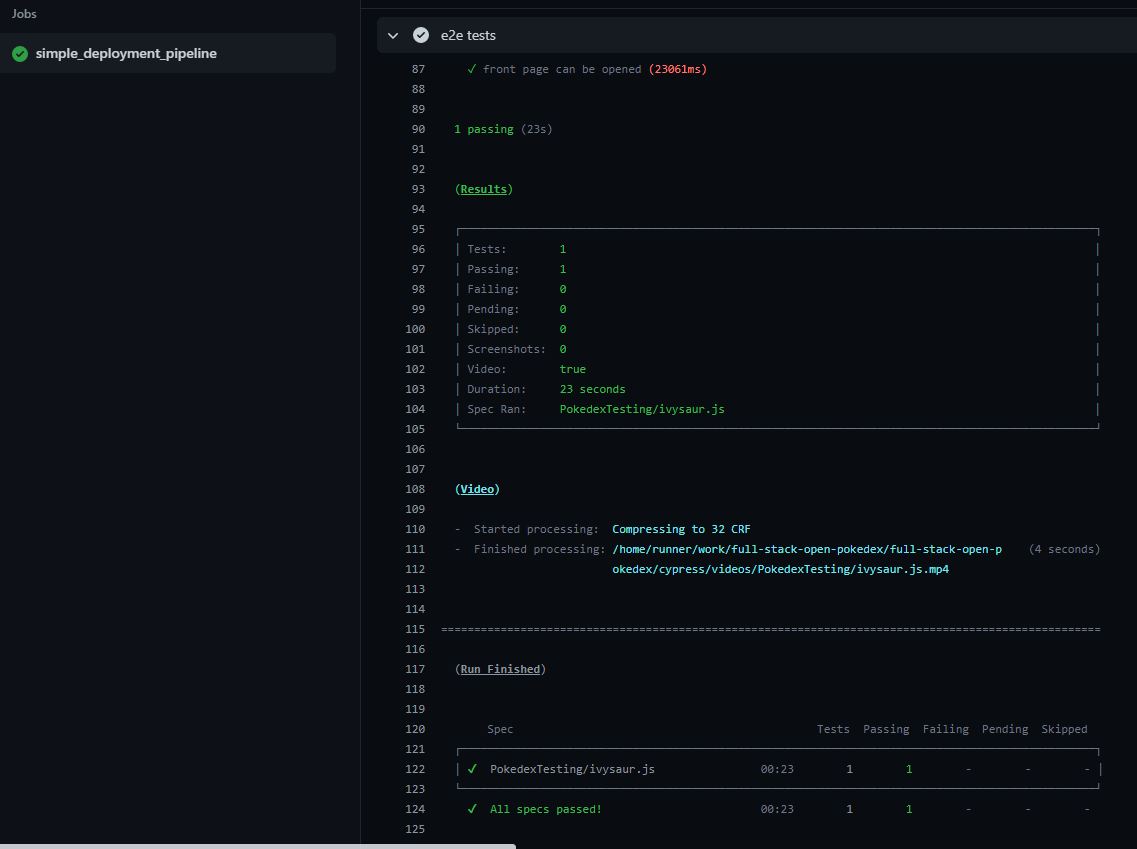 Jobs
simple_deployment_pipeline
e2e tests
87 ✓ front page can be opened (23061ms)
88
89
90 1 passing (23s)
91
92
93 (Results)
94
95
96 │ Tests: 1 │
97 │ Passing: 1 │
98 │ Failing: 0 │
99 │ Pending: 0 │
100 │ Skipped: 0 │
101 │ Screenshots: 0 │
102 │ Video: true │
103 │ Duration: 23 seconds │
104 │ Spec Ran: PokedexTesting/ivysaur.js │
105
106
107
108 (Video)
109
110 - Started processing: Compressing to 32 CRF
111 - Finished processing: /home/runner/work/full-stack-open-pokedex/full-stack-open-p (4 seconds)
112 okedex/cypress/videos/PokedexTesting/ivysaur.js.mp4
113
114
115 ====================================================================================================
116
117 (Run Finished)
118
119
120 Spec Tests Passing Failing Pending Skipped
121
122 │ ✓ PokedexTesting/ivysaur.js 00:23 1 1 - - - │
123
124 ✓ All specs passed! 00:23 1 1 - - -
125